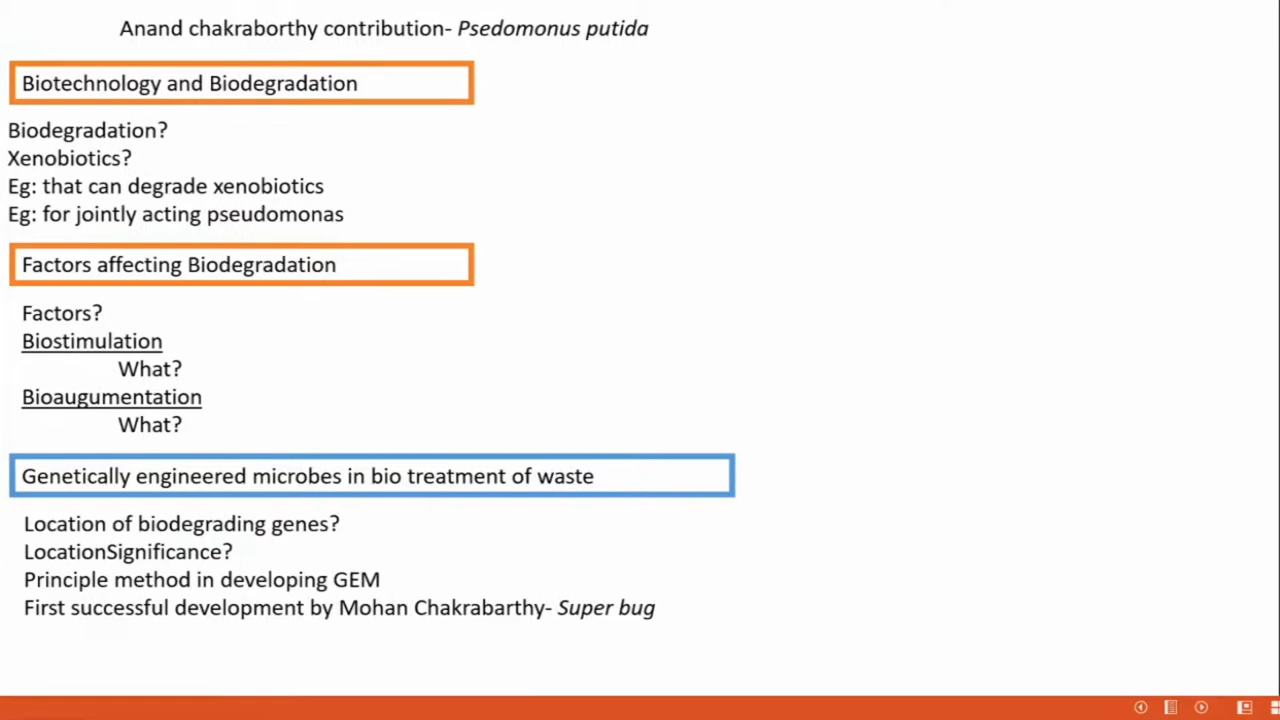 Anand chakraborthy contribution- Psedomonus putida
Biotechnology and Biodegradation
Biodegradation?
Xenobiotics?
Eg: that can degrade xenobiotics
Eg: for jointly acting pseudomonas
Factors affecting Biodegradation
Factors?
Biostimulation
What?
Bioaugumentation
What?
Genetically engineered microbes in bio treatment of waste
Location of biodegrading genes?
LocationSignificance?
Principle method in developing GEM
First successful development by Mohan Chakrabarthy- Super bug